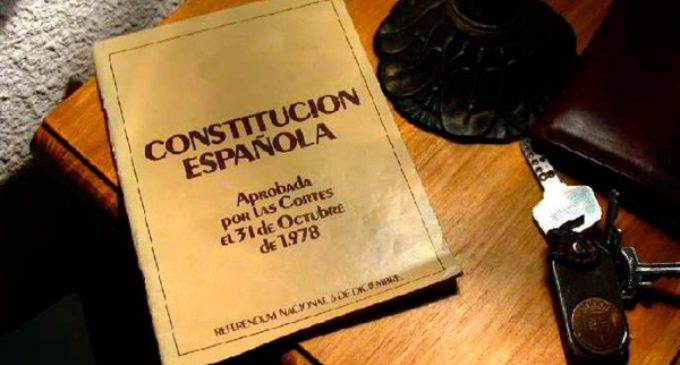 CONSTITUCION
ESPAÑOLA
Aprobada
POR LAS CORTES
EL 31 de OCTUBRE
de 1.978
REFERENDUM NACIONAL 6 DE DICIEMBRE